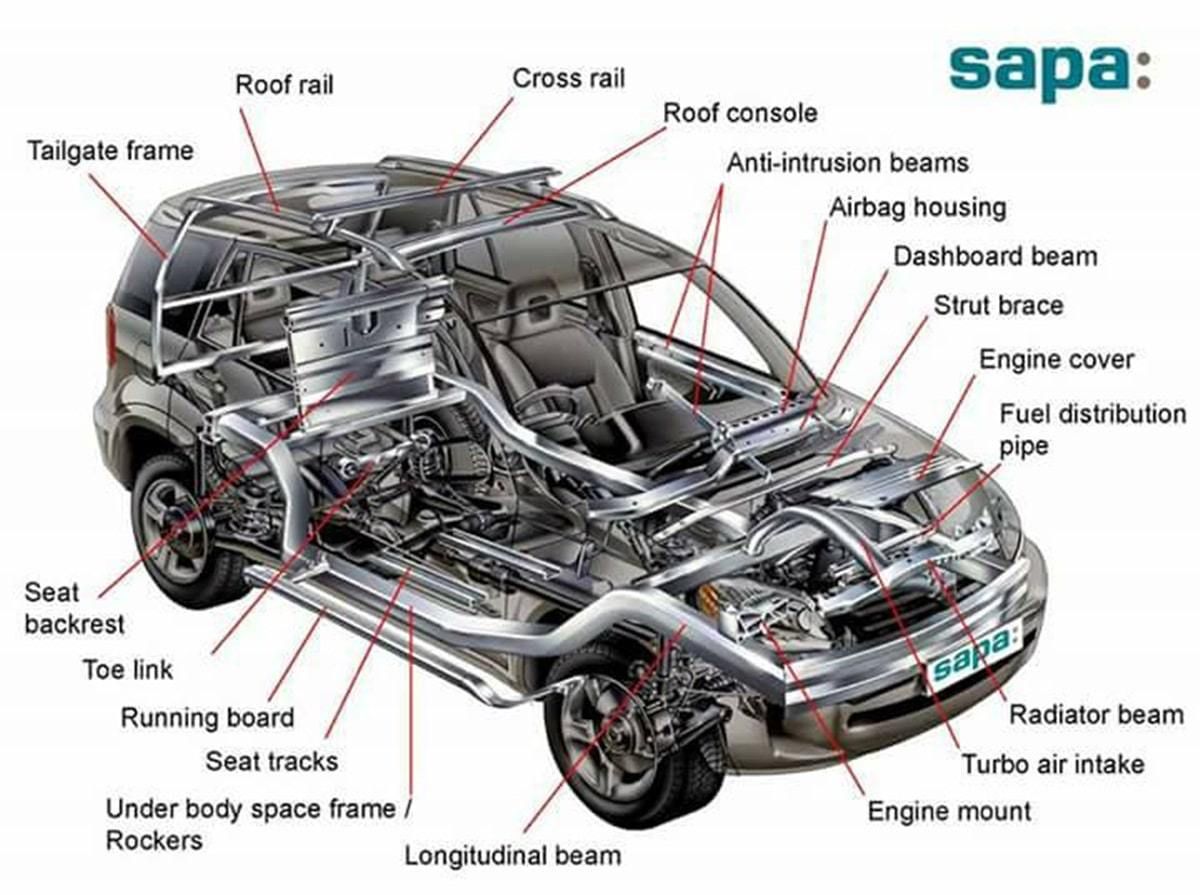 sapa:
Roof rail
Cross rail
Roof console
Tailgate frame
Anti-intrusion beams
Airbag housing
Dashboard beam
Strut brace
Engine cover
Fuel distribution
pipe
Seat
backrest
Toe link
Running board
Seat tracks
Under body space frame /
Rockers
Longitudinal beam
sapa:
Radiator beam
Turbo air intake
Engine mount